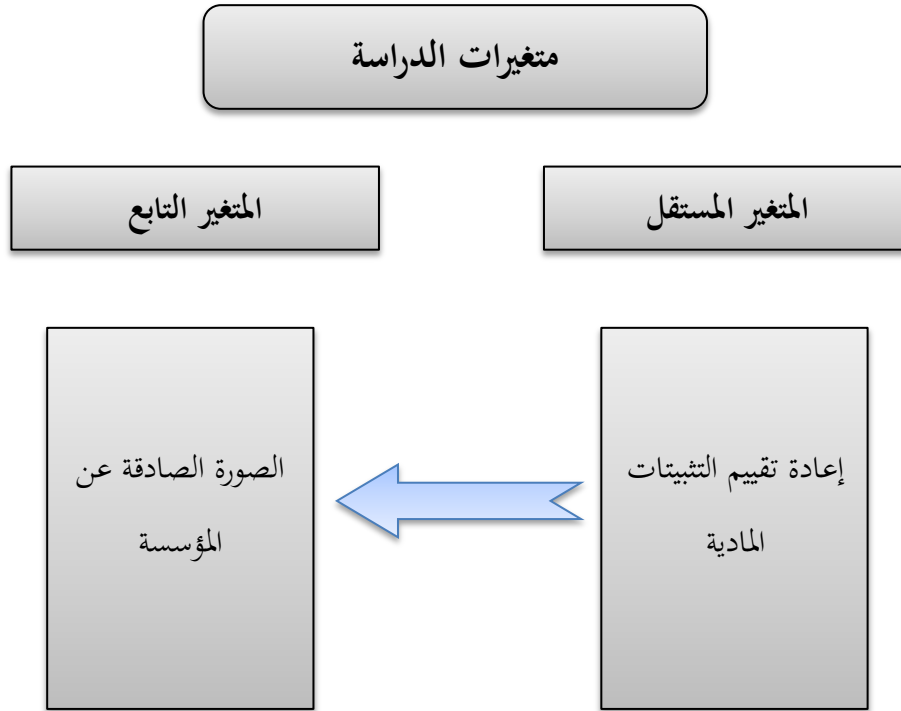 متغيرات الدراسة
المتغير المستقل
المتغير التابع
إعادة تقييم التثبيتات
المادية
الصورة الصادقة عن
المؤسسة